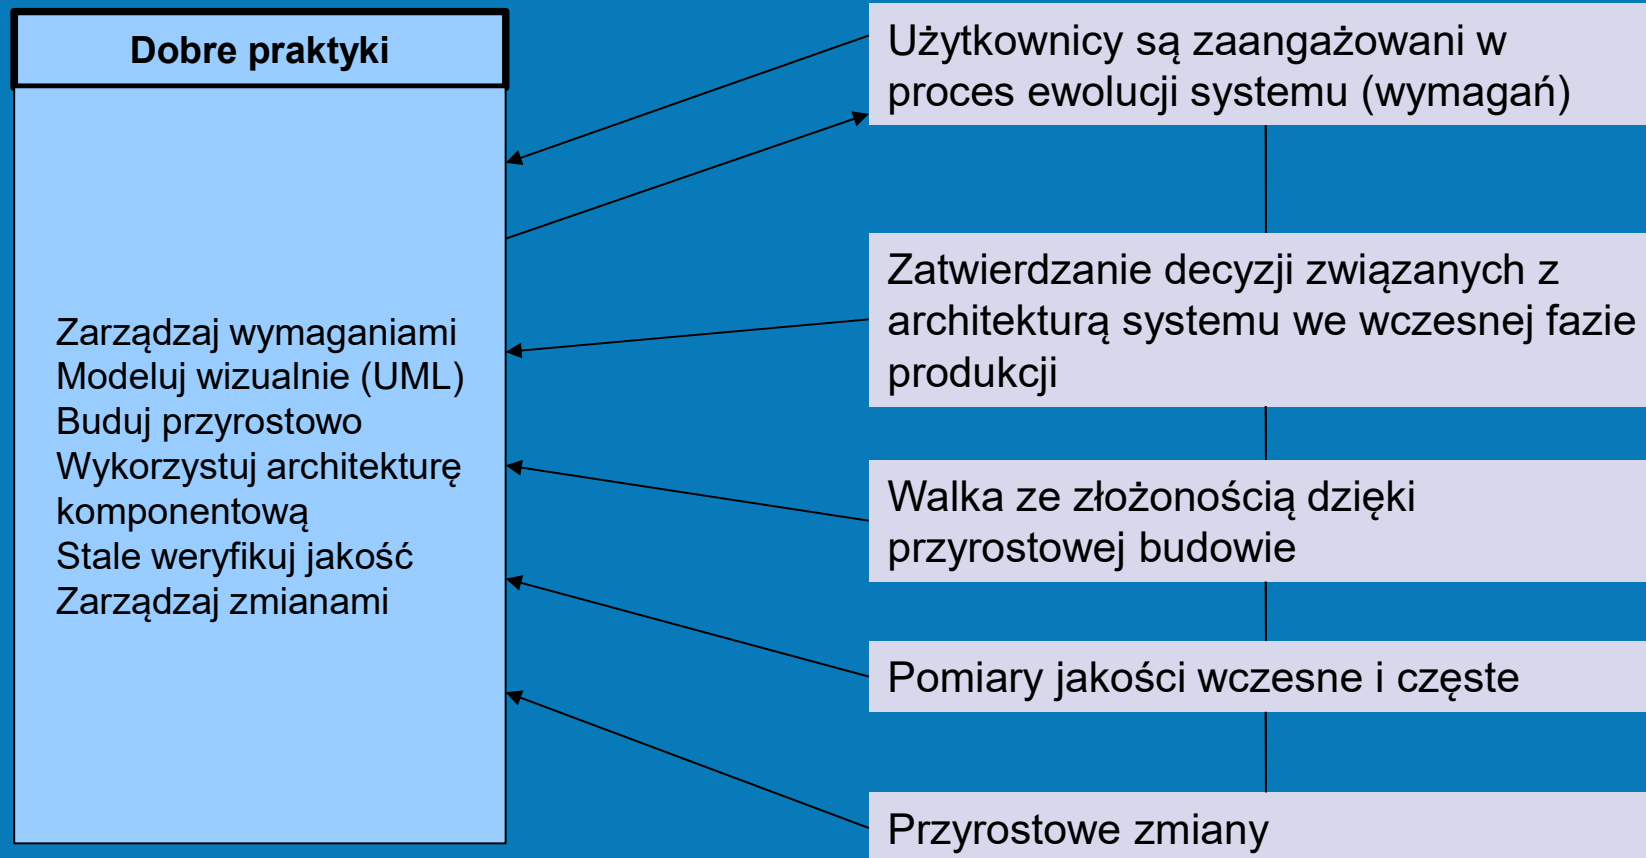 Dobre praktyki
Zarządzaj wymaganiami
Modeluj wizualnie (UML)
Buduj przyrostowo
Wykorzystuj architekturę
komponentową
Stale weryfikuj jakość
Zarządzaj zmianami
Użytkownicy są zaangażowani w
proces ewolucji systemu (wymagań)
Zatwierdzanie decyzji związanych z
architekturą systemu we wczesnej fazie
produkcji
Walka ze złożonością dzięki
przyrostowej budowie
Pomiary jakości wczesne i częste
Przyrostowe zmiany